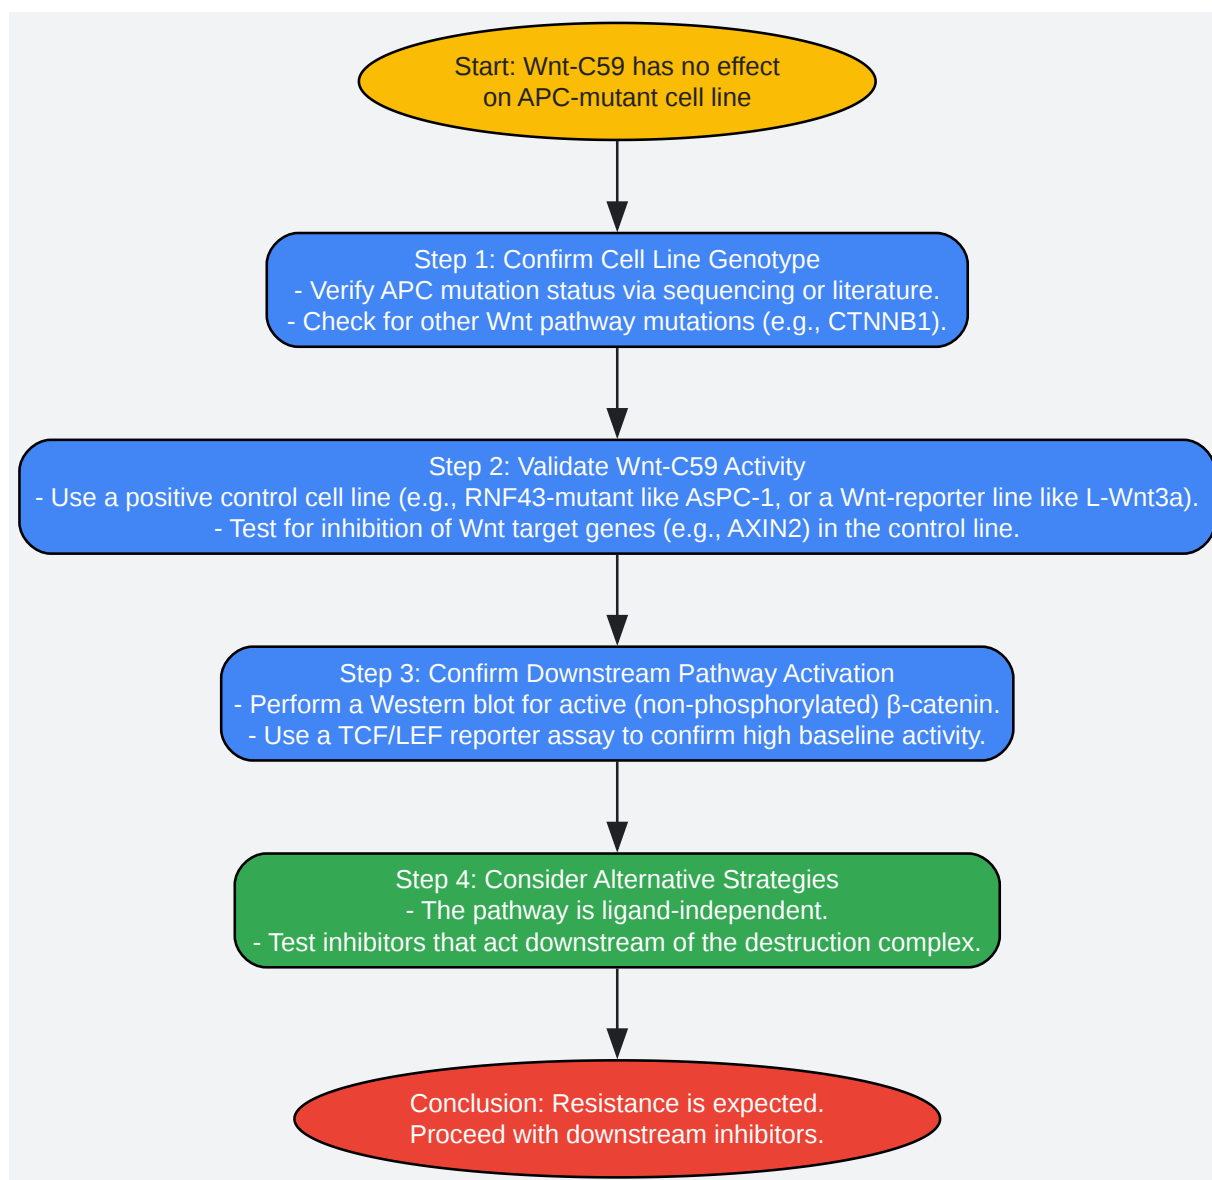 Start: Wnt-C59 has no effect
on APC-mutant cell line
Step 1: Confirm Cell Line Genotype
- Verify APC mutation status via sequencing or literature.
- Check for other Wnt pathway mutations (e.g., CTNNB1).
Step 2: Validate Wnt-C59 Activity
- Use a positive control cell line (e.g., RNF43-mutant like AsPC-1, or a Wnt-reporter line like L-Wnt3a).
- Test for inhibition of Wnt target genes (e.g., AXIN2) in the control line.
Step 3: Confirm Downstream Pathway Activation
- Perform a Western blot for active (non-phosphorylated) β-catenin.
- Use a TCF/LEF reporter assay to confirm high baseline activity.
Step 4: Consider Alternative Strategies
- The pathway is ligand-independent.
- Test inhibitors that act downstream of the destruction complex.
Conclusion: Resistance is expected.
Proceed with downstream inhibitors.